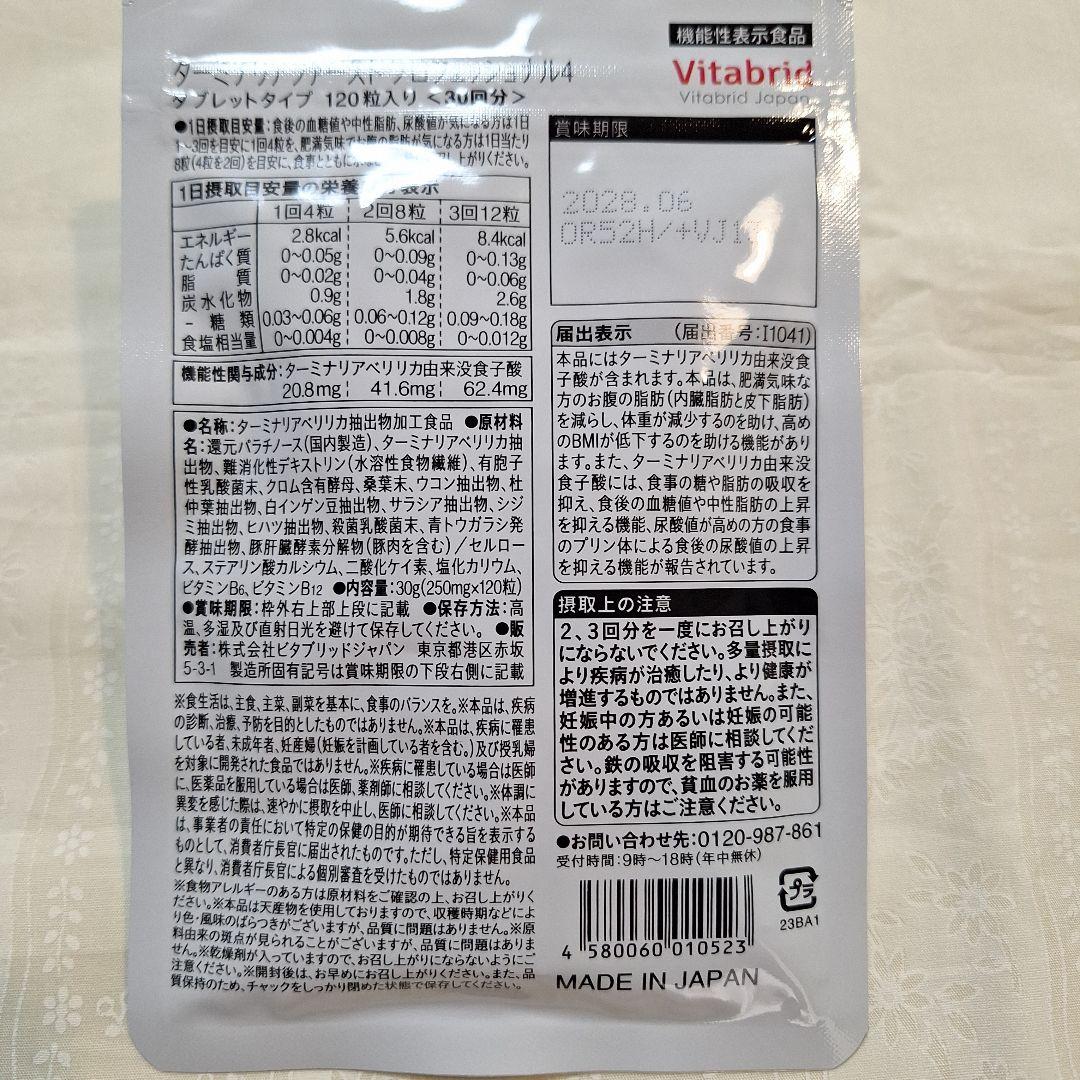 機能性表示食品
Vitabrid
Vitabrid Japan
ターミナリアファーストプロフェッショナル4
タブレットタイプ 120粒入り <30回分>
●1日摂取目安量:食後の血糖値や中性脂肪、尿酸値が気になる方は1日
1〜3回を目安に1回4粒を、肥満気味でお腹の脂肪が気になる方は1日当たり
8粒(4粒を2回)を目安に、食事とともに水など お召し上がりください。
1日摂取目安量の栄養 表示
1回4粒 2回8粒 3回12粒
エネルギー 2.8kcal 5.6kcal 8.4kcal
たんぱく質 0〜0.05g 0〜0.09g 0〜0.13g
脂質 0〜0.02g 0〜0.04g 0〜0.06g
炭水化物 0.9g 1.8g 2.6g
- 糖類 0.03〜0.06g 0.06〜0.12g 0.09〜0.18g
食塩相当量 0〜0.004g 0〜0.008g 0〜0.012g
機能性関与成分:ターミナリアベリリカ由来没食子酸
20.8mg 41.6mg 62.4mg
●名称:ターミナリアベリリカ抽出物加工食品 ●原材料
名:還元パラチノース(国内製造)、ターミナリアベリリカ抽
出物、難消化性デキストリン(水溶性食物繊維)、有胞子
性乳酸菌末、クロム含有酵母、桑葉末、ウコン抽出物、杜
仲葉抽出物、白インゲン豆抽出物、サラシア抽出物、シジ
ミ抽出物、ヒハツ抽出物、殺菌乳酸菌末、青トウガラシ発
酵抽出物、豚肝臓酵素分解物(豚肉を含む)/セルロー
ス、ステアリン酸カルシウム、二酸化ケイ素、塩化カリウム、
ビタミンB6、ビタミンB12 ●内容量:30g(250mg×120粒)
●賞味期限:枠外右上部上段に記載 ●保存方法:高
温、多湿及び直射日光を避けて保存してください。 ●販
売者:株式会社ビタブリッドジャパン 東京都港区赤坂
5-3-1 製造所固有記号は賞味期限の下段右側に記載
※食生活は、主食、主菜、副菜を基本に、食事のバランスを。※本品は、疾病
の診断、治療、予防を目的としたものではありません。※本品は、疾病に罹患
している者、未成年者、妊産婦(妊娠を計画している者を含む。)及び授乳婦
を対象に開発された食品ではありません。※疾病に罹患している場合は医師
に、医薬品を服用している場合は医師、薬剤師に相談してください。※体調に
異変を感じた際は、速やかに摂取を中止し、医師に相談してください。※本品
は、事業者の責任において特定の保健の目的が期待できる旨を表示する
ものとして、消費者庁長官に届出されたものです。ただし、特定保健用食品
と異なり、消費者庁長官による個別審査を受けたものではありません。
※食物アレルギーのある方は原材料をご確認の上、お召し上がりくだ
さい。※本品は天産物を使用しておりますので、収穫時期などによ
り色・風味のばらつきがございますが、品質に問題はありません。※原
料由来の斑点が見られることがございますが、品質に問題はありま
せん。※乾燥剤が入っていますので、お召し上がりにならないようにご
注意ください。※開封後は、お早めにお召し上がりください。また、品
質保持のため、チャックをしっかり閉めた状態で保存してください。
賞味期限
2028.06
OR52H/+VJ1
届出表示 (届出番号:I1041)
本品にはターミナリアベリリカ由来没食
子酸が含まれます。本品は、肥満気味な
方のお腹の脂肪(内臓脂肪と皮下脂肪)
を減らし、体重が減少するのを助け、高め
のBMIが低下するのを助ける機能があり
ます。また、ターミナリアベリリカ由来没食
子酸には、食事の糖や脂肪の吸収を
抑え、食後の血糖値や中性脂肪の上昇
を抑える機能、尿酸値が高めの方の食事
のプリン体による食後の尿酸値の上昇
を抑える機能が報告されています。
摂取上の注意
2、3回分を一度にお召し上がり
にならないでください。多量摂取に
より疾病が治癒したり、より健康が
増進するものではありません。また、
妊娠中の方あるいは妊娠の可能
性のある方は医師に相談してくだ
さい。鉄の吸収を阻害する可能性
がありますので、貧血のお薬を服用
している方はご注意ください。
●お問い合わせ先:0120-987-861
受付時間:9時〜18時(年中無休)
プラ
23BA1
4 580060 010523
MADE IN JAPAN